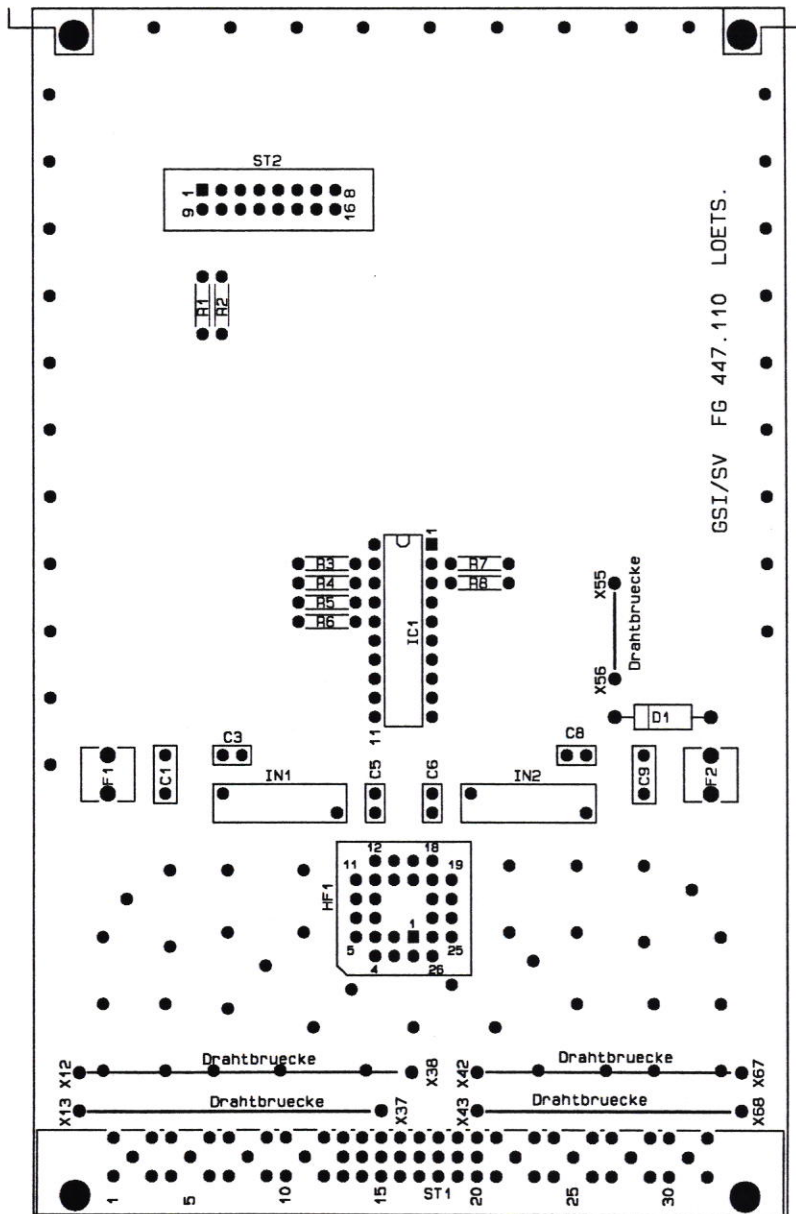 ST2
1
8
9
16
R1
R2
GSI/SV FG 447.110 LOETS.
1
R3
R7
R4
R8
R5
R6
IC1
X55
Drahtbruecke
X56
11
D1
C3
C8
F1
C1
IN1
C5
C6
IN2
C9
F2
12
18
11
19
HF1
1
5
25
4
26
X12
Drahtbruecke
X38
X42
Drahtbruecke
X67
X13
Drahtbruecke
X37
X43
Drahtbruecke
X68
1
5
10
15
ST1
20
25
30